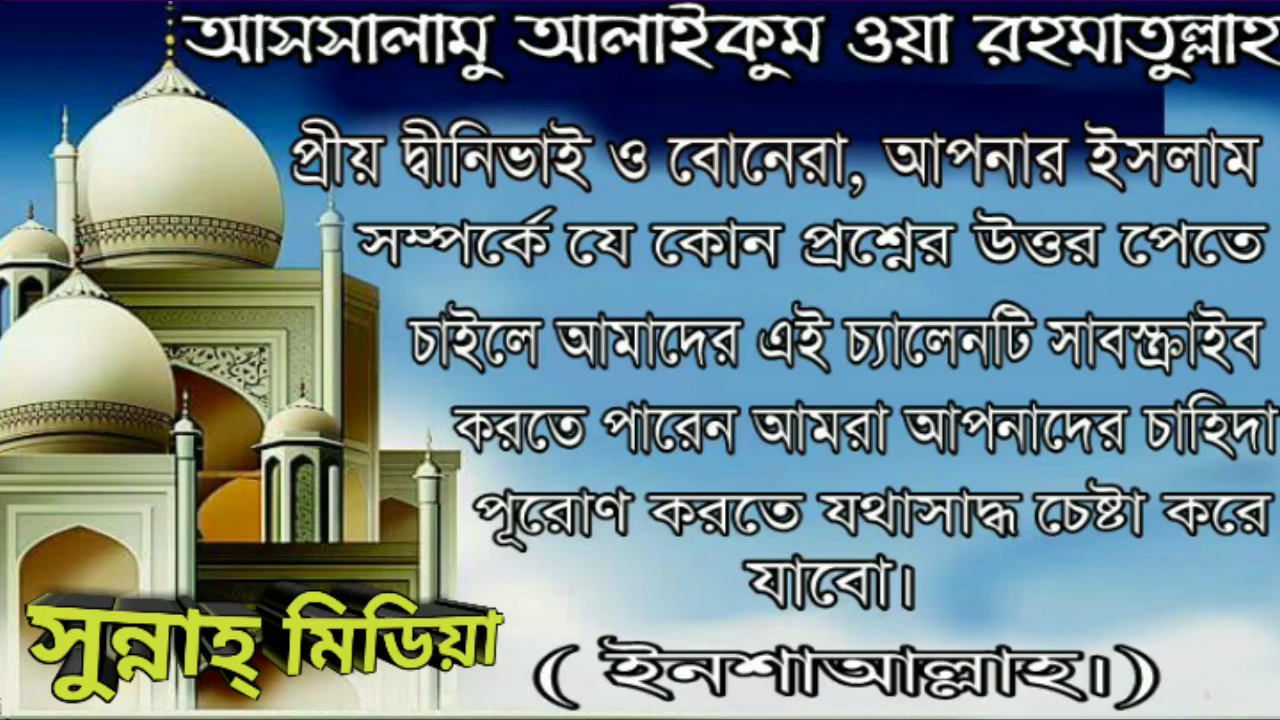 আসসালামু আলাইকুম ওয়া রহমাতুল্লাহ
প্রীয় দ্বীনিভাই ও বোনেরা, আপনার ইসলাম
সম্পর্কে যে কোন প্রশ্নের উত্তর পেতে
চাইলে আমাদের এই চ্যালেনটি সাবস্ক্রাইব
করতে পারেন আমরা আপনাদের চাহিদা
পূরোণ করতে যথাসাদ্ধ চেষ্টা করে
যাবো।
( ইনশাআল্লাহ।)
সুন্নাহ্ মিডিয়া